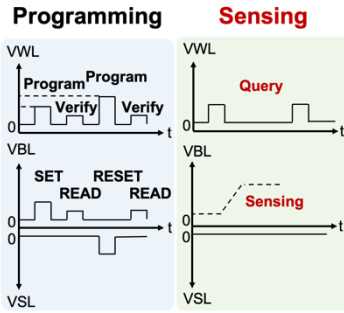 Programming
VWL
Program
Program
Verify
Verify
0
t
VBL
SET
RESET
READ
READ
0
t
0
VSL
Sensing
VWL
Query
0
t
VBL
Sensing
0
t
0
VSL